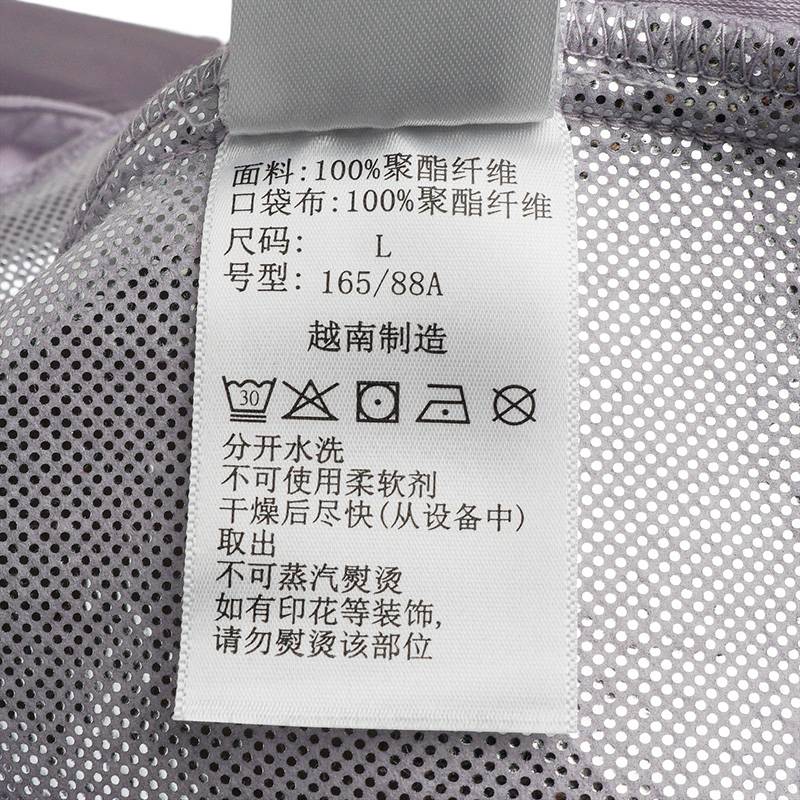 面料:100%聚酯纤维
口袋布:100%聚酯纤维
尺码: L
号型: 165/88A
越南制造
30
分开水洗
不可使用柔软剂
干燥后尽快(从设备中)
取出
不可蒸汽熨烫
如有印花等装饰,
请勿熨烫该部位